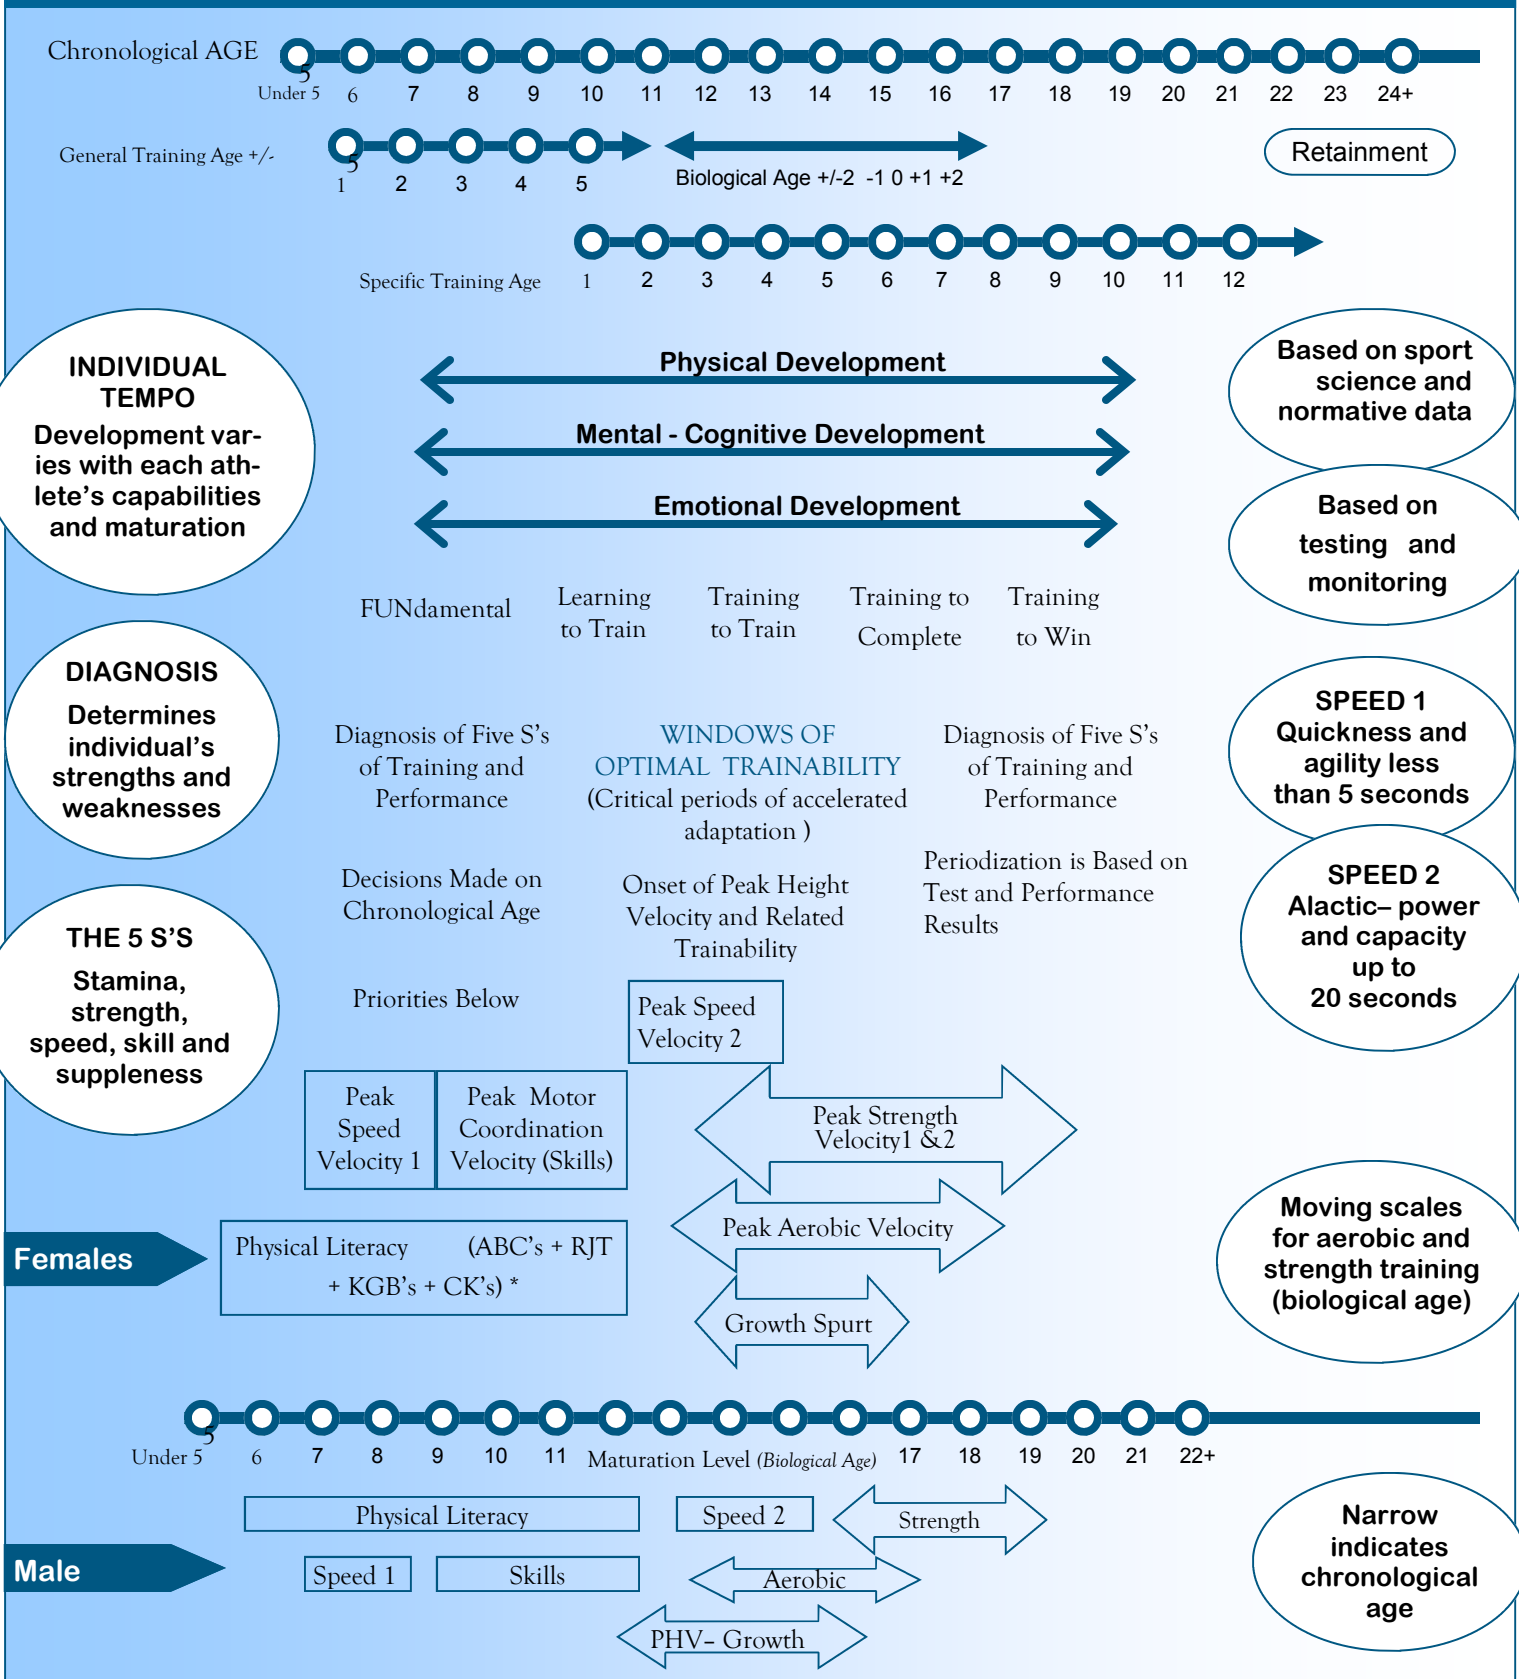 Chronological AGE
5
Under 5 6 7 8 9 10 11 12 13 14 15 16 17 18 19 20 21 22 23 24+
General Training Age +/-
5
1 2 3 4 5
Biological Age +/-2 -1 0 +1 +2
Retainment
Specific Training Age 1 2 3 4 5 6 7 8 9 10 11 12
INDIVIDUAL
TEMPO
Development var-
ies with each ath-
lete's capabilities
and maturation
Physical Development
Mental - Cognitive Development
Emotional Development
Based on sport
science and
normative data
Based on
testing and
monitoring
FUNdamental
Learning
to Train
Training
to Train
Training to
Complete
Training
to Win
DIAGNOSIS
Determines
individual's
strengths and
weaknesses
Diagnosis of Five S's
of Training and
Performance
WINDOWS OF
OPTIMAL TRAINABILITY
(Critical periods of accelerated
adaptation )
Diagnosis of Five S's
of Training and
Performance
SPEED 1
Quickness and
agility less
than 5 seconds
Decisions Made on
Chronological Age
Onset of Peak Height
Velocity and Related
Trainability
Periodization is Based on
Test and Performance
Results
SPEED 2
Alactic– power
and capacity
up to
20 seconds
THE 5 S'S
Stamina,
strength,
speed, skill and
suppleness
Priorities Below
Peak Speed
Velocity 2
Peak
Speed
Velocity 1
Peak Motor
Coordination
Velocity (Skills)
Peak Strength
Velocity1 &2
Peak Aerobic Velocity
Growth Spurt
Females
Physical Literacy (ABC's + RJT
+ KGB's + CK's) *
Moving scales
for aerobic and
strength training
(biological age)
5
Under 5 6 7 8 9 10 11 Maturation Level (Biological Age) 17 18 19 20 21 22+
Physical Literacy
Speed 2
Strength
Male
Speed 1
Skills
Aerobic
PHV– Growth
Narrow
indicates
chronological
age